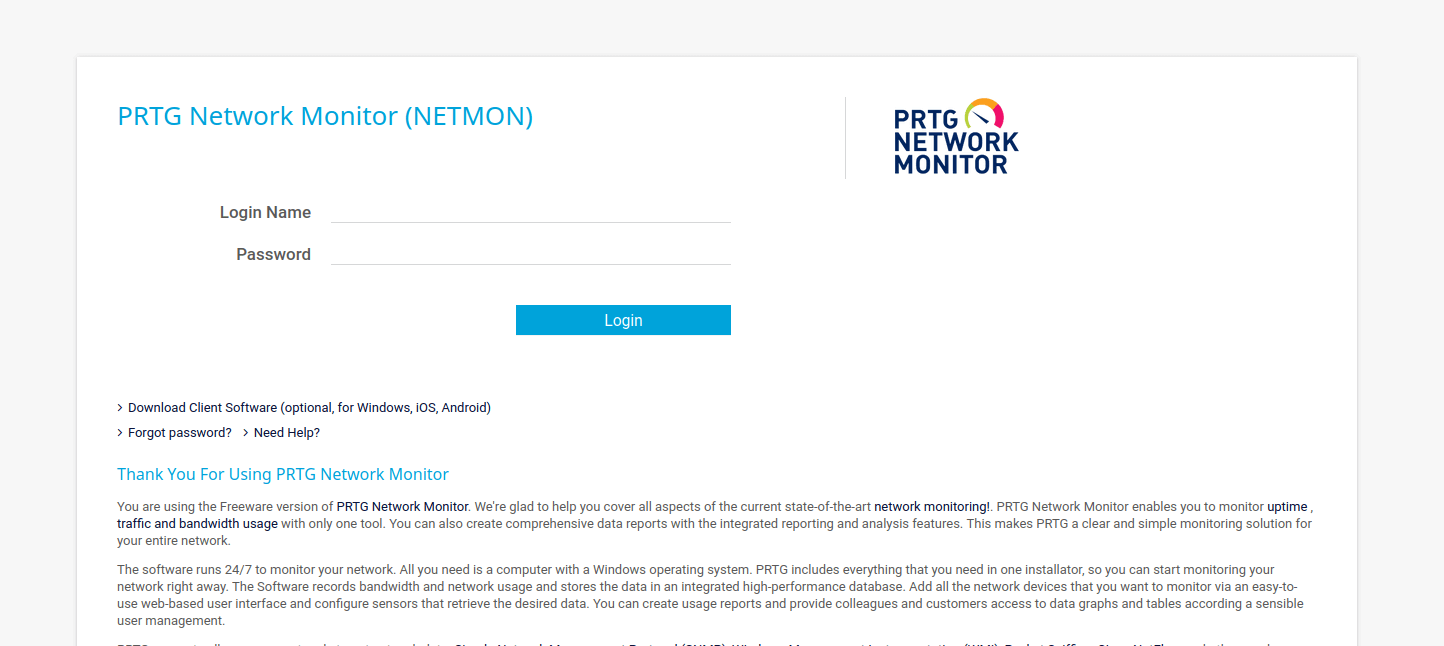 PRTG Network Monitor (NETMON)
PRTG
NETWORK
MONITOR
Login Name
Password
Login
Download Client Software (optional, for Windows, iOS, Android)
Forgot password? Need Help?
Thank You For Using PRTG Network Monitor
You are using the Freeware version of PRTG Network Monitor. We're glad to help you cover all aspects of the current state-of-the-art network monitoring!. PRTG Network Monitor enables you to monitor uptime ,
traffic and bandwidth usage with only one tool. You can also create comprehensive data reports with the integrated reporting and analysis features. This makes PRTG a clear and simple monitoring solution for
your entire network.
The software runs 24/7 to monitor your network. All you need is a computer with a Windows operating system. PRTG includes everything that you need in one installator, so you can start monitoring your
network right away. The Software records bandwidth and network usage and stores the data in an integrated high-performance database. Add all the network devices that you want to monitor via an easy-to-
use web-based user interface and configure sensors that retrieve the desired data. You can create usage reports and provide colleagues and customers access to data graphs and tables according a sensible
user management.